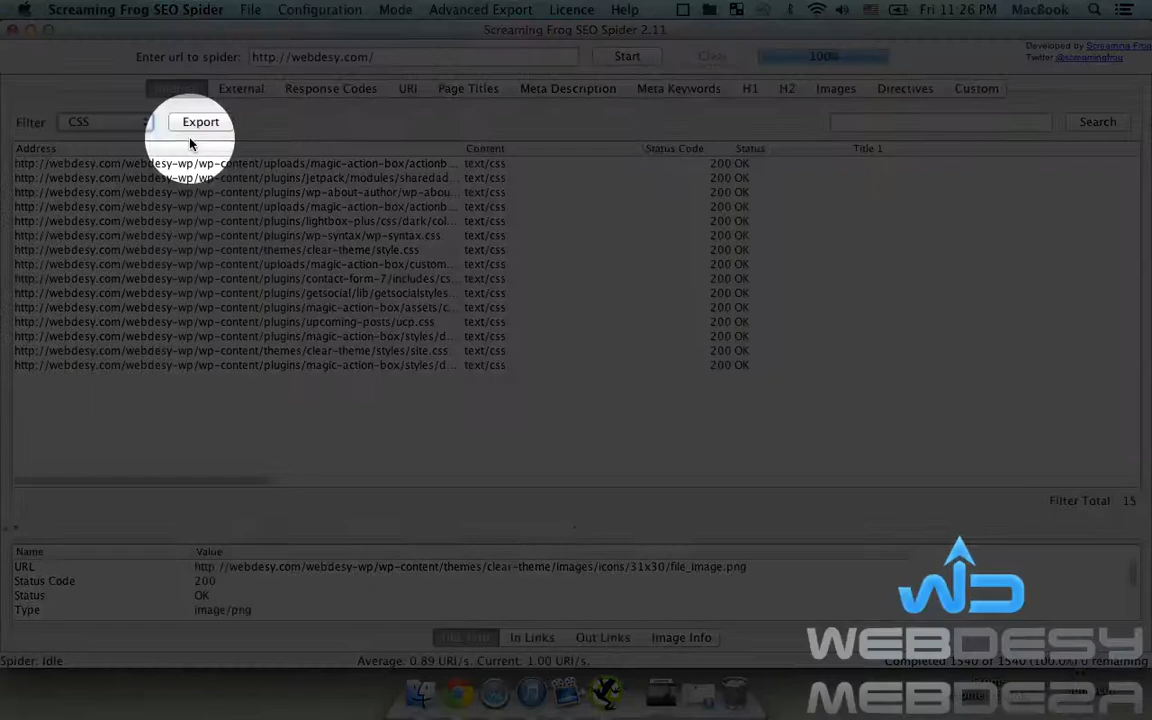 Screaming Frog SEO Spider File Configuration Mode Advanced Export Licence Help Fri 11:26 PM MacBook
Screaming Frog SEO Spider 2.11
Enter url to spider: http://webdesy.com/ Start Clear 100%
Developed by Screaming Frog
Twitter @screamingfrog
External Response Codes URI Page Titles Meta Description Meta Keywords H1 H2 Images Directives Custom
Filter CSS Export Search
Address Content Status Code Status Title 1
http://webdesy.com/webdesy-wp/wp-content/uploads/magic-action-box/actionb... text/css 200 OK
http://webdesy.com/webdesy-wp/wp-content/plugins/jetpack/modules/sharedad... text/css 200 OK
http://webdesy.com/webdesy-wp/wp-content/plugins/wp-about-author/wp-abou... text/css 200 OK
http://webdesy.com/webdesy-wp/wp-content/uploads/magic-action-box/actionb... text/css 200 OK
http://webdesy.com/webdesy-wp/wp-content/plugins/lightbox-plus/css/dark/col... text/css 200 OK
http://webdesy.com/webdesy-wp/wp-content/plugins/wp-syntax/wp-syntax.css text/css 200 OK
http://webdesy.com/webdesy-wp/wp-content/themes/clear-theme/style.css text/css 200 OK
http://webdesy.com/webdesy-wp/wp-content/uploads/magic-action-box/custom... text/css 200 OK
http://webdesy.com/webdesy-wp/wp-content/plugins/contact-form-7/includes/cs... text/css 200 OK
http://webdesy.com/webdesy-wp/wp-content/plugins/getsocial/lib/getsocialstyles... text/css 200 OK
http://webdesy.com/webdesy-wp/wp-content/plugins/magic-action-box/assets/c... text/css 200 OK
http://webdesy.com/webdesy-wp/wp-content/plugins/upcoming-posts/ucp.css text/css 200 OK
http://webdesy.com/webdesy-wp/wp-content/plugins/magic-action-box/styles/d... text/css 200 OK
http://webdesy.com/webdesy-wp/wp-content/themes/clear-theme/styles/site.css text/css 200 OK
http://webdesy.com/webdesy-wp/wp-content/plugins/magic-action-box/styles/d... text/css 200 OK
Filter Total 15
Name Value
URL http://webdesy.com/webdesy-wp/wp-content/themes/clear-theme/images/icons/31x30/file_image.png
Status Code 200
Status OK
Type image/png
In Links Out Links Image Info
WEBDESY
Spider: Idle Average: 0.89 URI/s. Current: 1.00 URI/s. Completed 1540 of 1540 (100.0%) 0 remaining